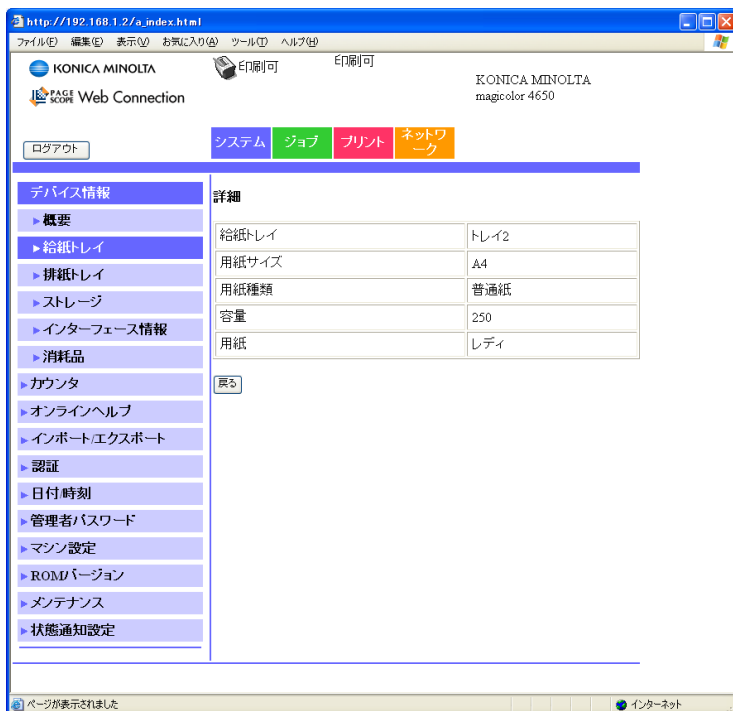 http://192.168.1.2/a_index.html
ファイル(F) 編集(E) 表示(V) お気に入り(A) ツール(T) ヘルプ(H)
KONICA MINOLTA
PAGE SCOPE Web Connection
印刷可
印刷可
KONICA MINOLTA
magicolor 4650
ログアウト
システム
ジョブ
プリント
ネットワ
ーク
デバイス情報
概要
給紙トレイ
排紙トレイ
ストレージ
インターフェース情報
消耗品
カウンタ
オンラインヘルプ
インポート/エクスポート
認証
日付/時刻
管理者パスワード
マシン設定
ROMバージョン
メンテナンス
状態通知設定
詳細
給紙トレイ トレイ2
用紙サイズ A4
用紙種類 普通紙
容量 250
用紙 レディ
戻る
ページが表示されました
インターネット